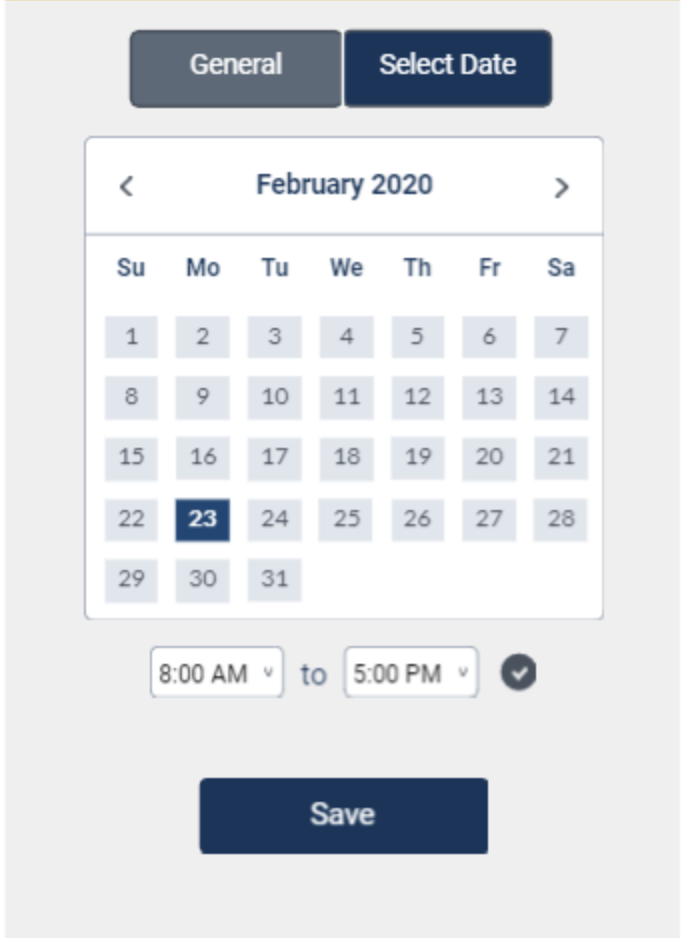 General Select Date
< February 2020 >
Su Mo Tu We Th Fr Sa
1 2 3 4 5 6 7
8 9 10 11 12 13 14
15 16 17 18 19 20 21
22 23 24 25 26 27 28
29 30 31
8:00 AM to 5:00 PM
Save